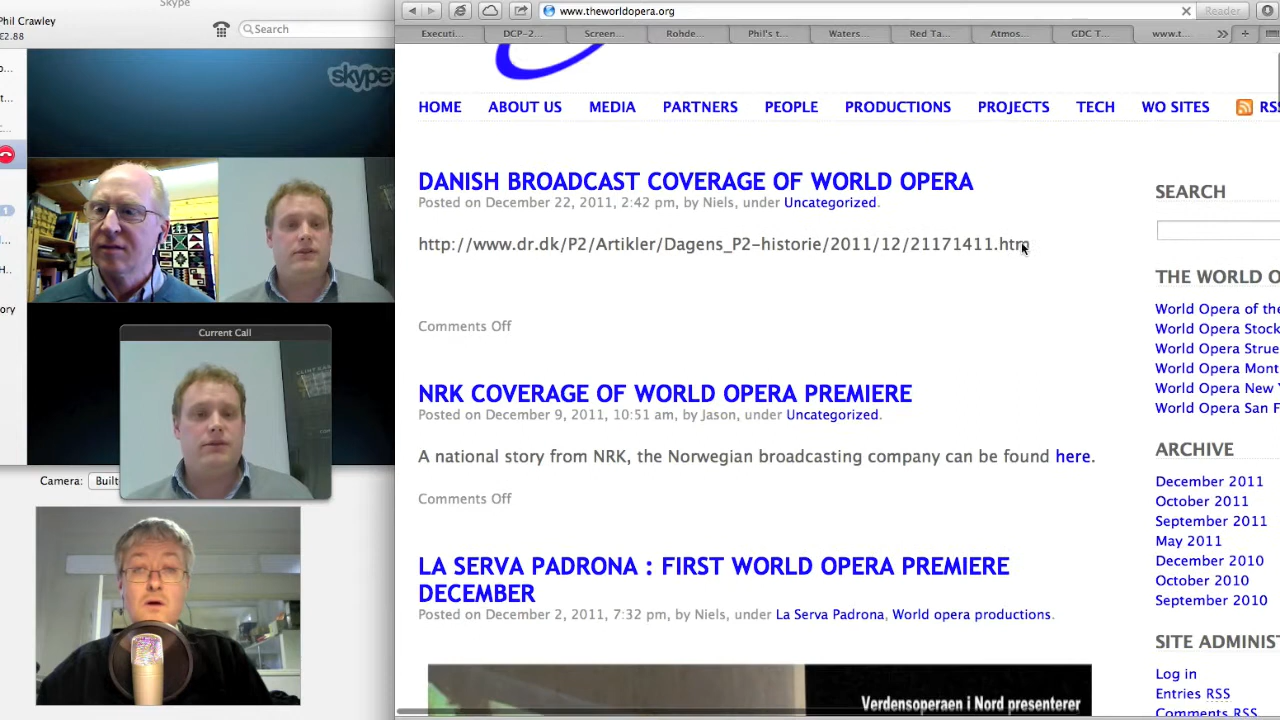 Skype
Phil Crawley
£2.88
Search
skype
Current Call
Camera:
Built
www.theworldopera.org
Reader
Executi...
DCP-2...
Screen...
Rohde...
Phil's t...
Waters...
Red Ta...
Atmos...
GDC T...
www.t...
HOME ABOUT US MEDIA PARTNERS PEOPLE PRODUCTIONS PROJECTS TECH WO SITES RSS
DANISH BROADCAST COVERAGE OF WORLD OPERA
Posted on December 22, 2011, 2:42 pm, by Niels, under Uncategorized.
http://www.dr.dk/P2/Artikler/Dagens_P2-historie/2011/12/21171411.htm
Comments Off
NRK COVERAGE OF WORLD OPERA PREMIERE
Posted on December 9, 2011, 10:51 am, by Jason, under Uncategorized.
A national story from NRK, the Norwegian broadcasting company can be found here.
Comments Off
LA SERVA PADRONA : FIRST WORLD OPERA PREMIERE
DECEMBER
Posted on December 2, 2011, 7:32 pm, by Niels, under La Serva Padrona, World opera productions.
Verdensoperaen i Nord presenterer
SEARCH
THE WORLD O
World Opera of the
World Opera Stock
World Opera Strue
World Opera Mont
World Opera New
World Opera San F
ARCHIVE
December 2011
October 2011
September 2011
May 2011
December 2010
October 2010
September 2010
SITE ADMINIS
Log in
Entries RSS
Comments RSS